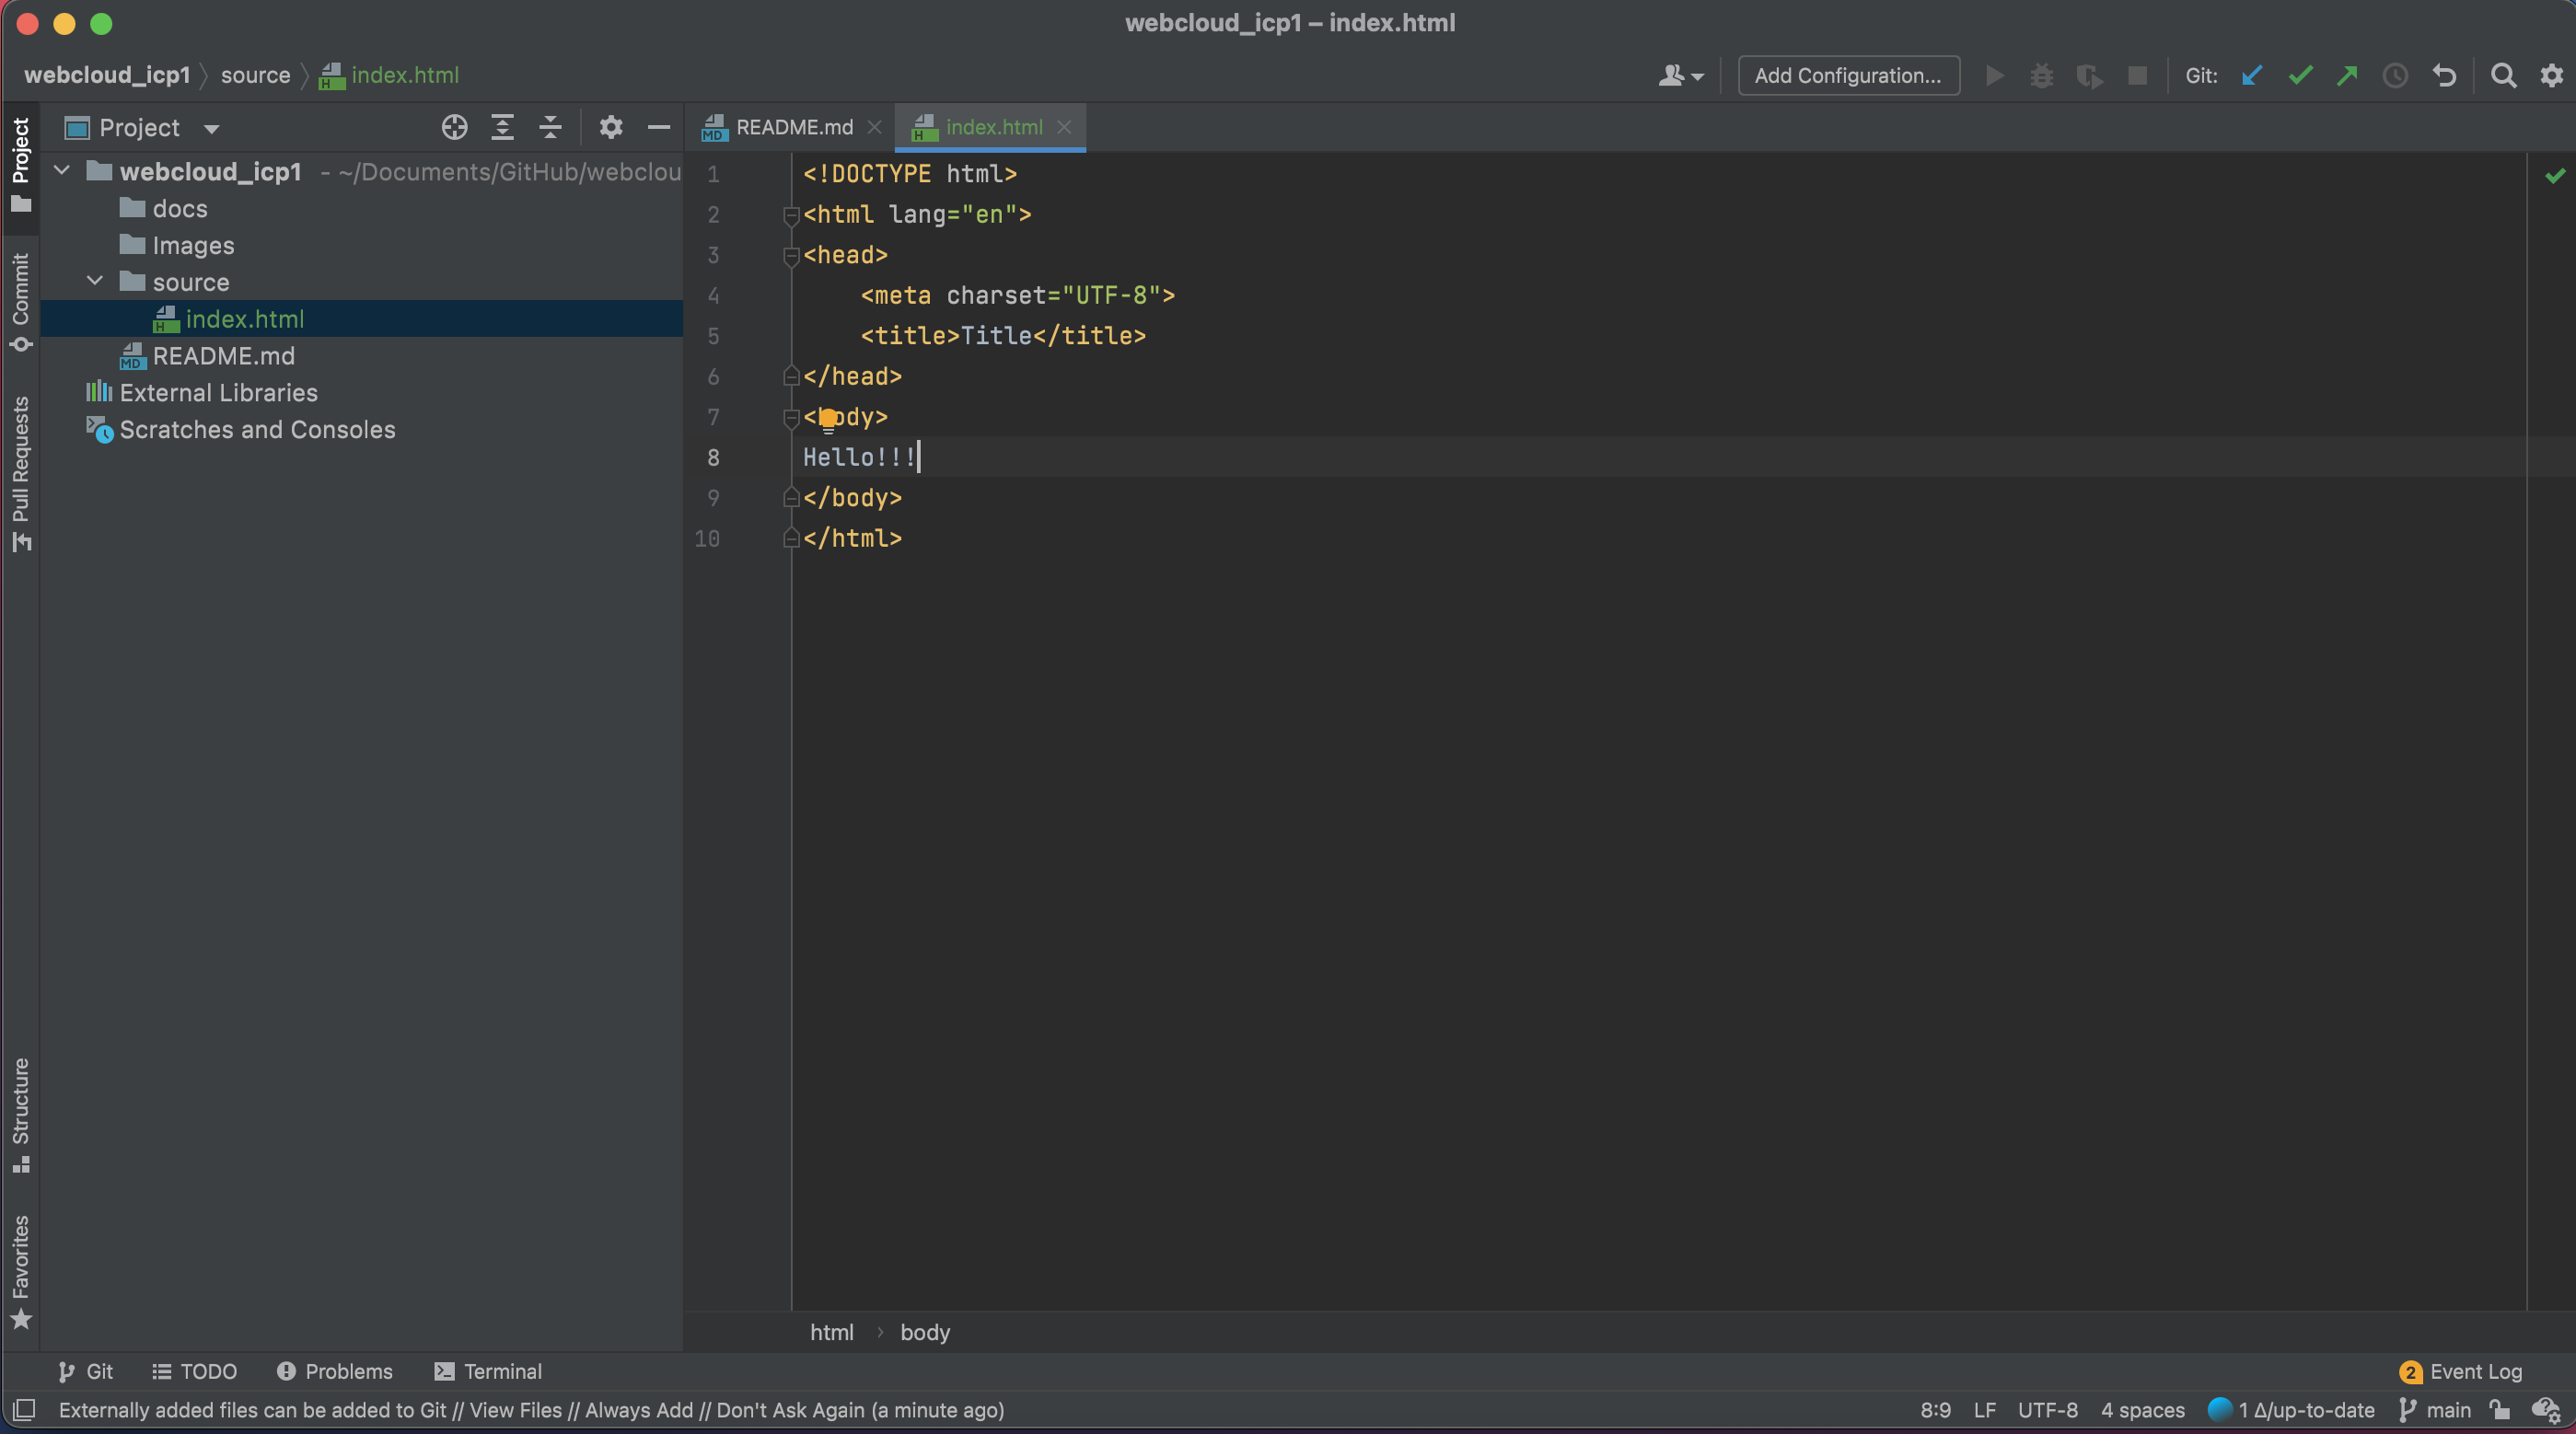 webcloud_icp1 – index.html
webcloud_icp1 source index.html
Add Configuration...
Git:
Project
README.md
index.html
Project
Commit
Pull Requests
Structure
Favorites
webcloud_icp1 - ~/Documents/GitHub/webclou
docs
Images
source
index.html
README.md
External Libraries
Scratches and Consoles
1 <!DOCTYPE html>
2 <html lang="en">
3 <head>
4 <meta charset="UTF-8">
5 <title>Title</title>
6 </head>
7 <body>
8 Hello!!!
9 </body>
10 </html>
html › body
Git TODO Problems Terminal
2 Event Log
Externally added files can be added to Git // View Files // Always Add // Don't Ask Again (a minute ago)
8:9 LF UTF-8 4 spaces 1 Δ/up-to-date main